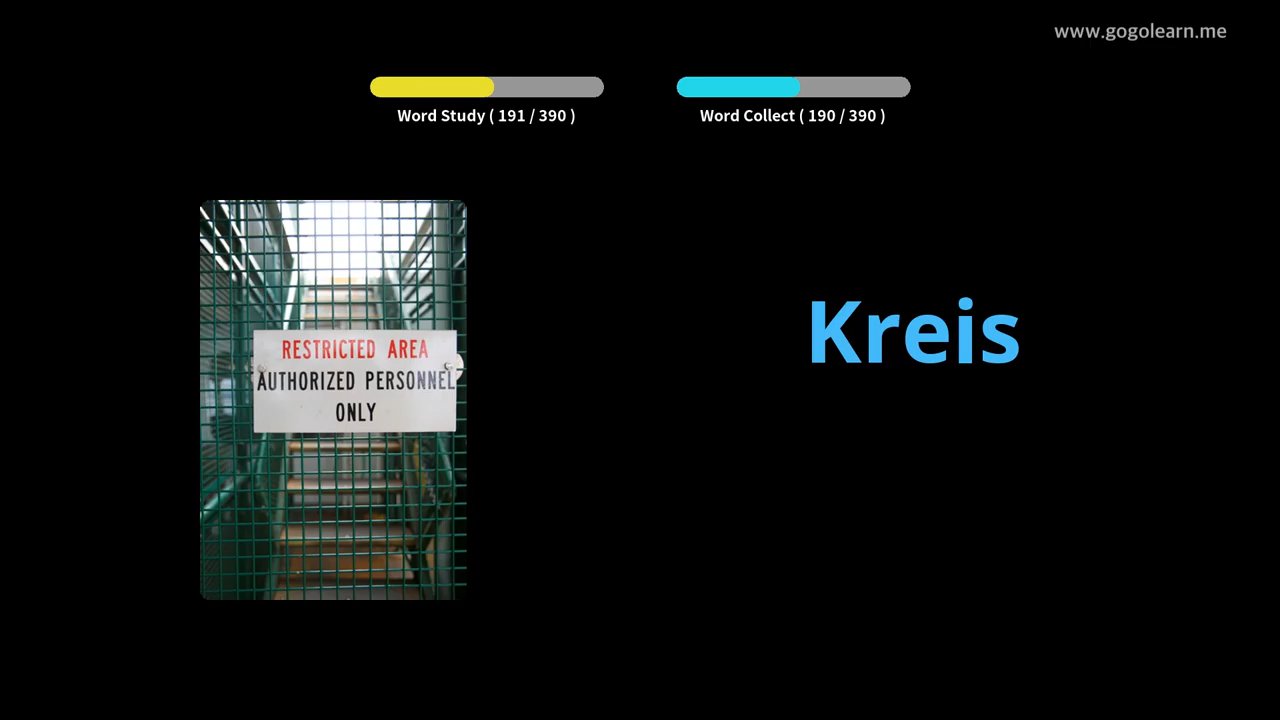 www.gogolearn.me
Word Study ( 191 / 390 )
Word Collect ( 190 / 390 )
RESTRICTED AREA
AUTHORIZED PERSONNEL
ONLY
Kreis